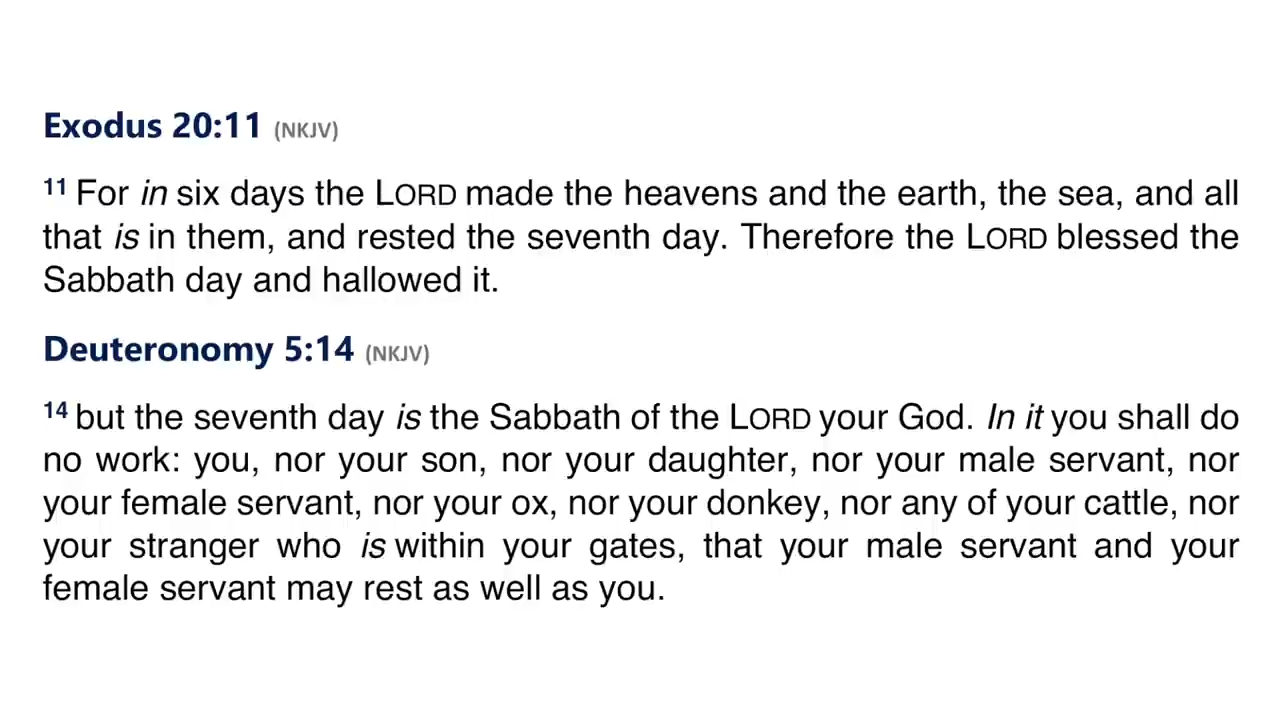 Exodus 20:11 (NKJV)
11 For in six days the LORD made the heavens and the earth, the sea, and all
that is in them, and rested the seventh day. Therefore the LORD blessed the
Sabbath day and hallowed it.
Deuteronomy 5:14 (NKJV)
14 but the seventh day is the Sabbath of the LORD your God. In it you shall do
no work: you, nor your son, nor your daughter, nor your male servant, nor
your female servant, nor your ox, nor your donkey, nor any of your cattle, nor
your stranger who is within your gates, that your male servant and your
female servant may rest as well as you.